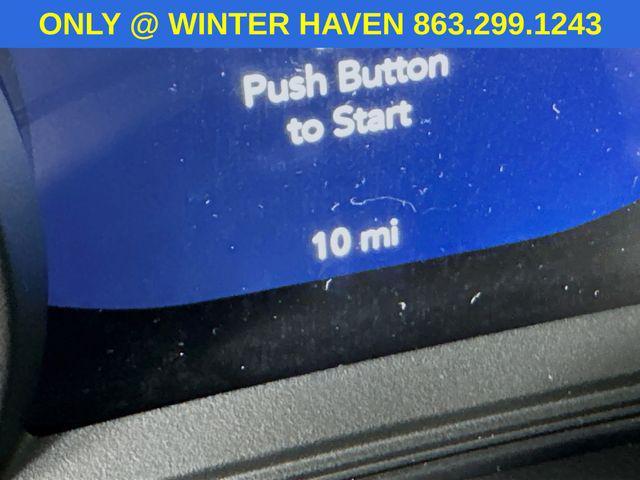 ONLY @ WINTER HAVEN 863.299.1243
Push Button
to Start
10 mi